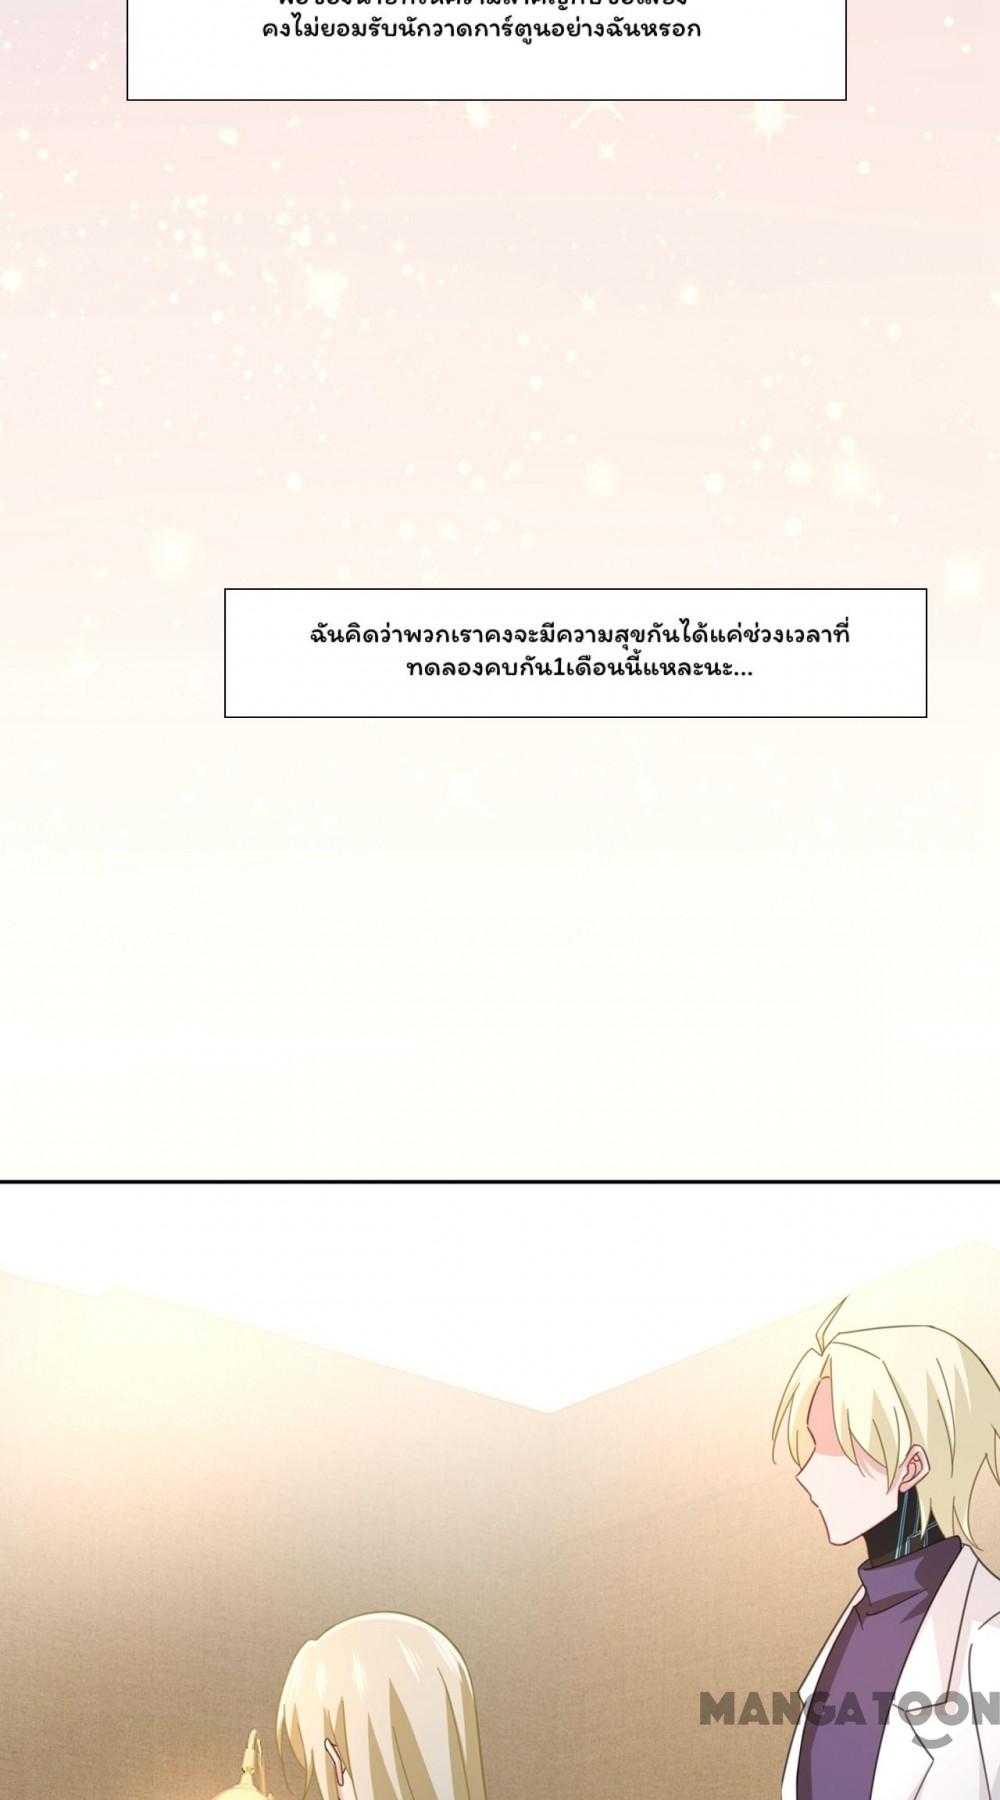 คงไม่ยอมรับนักวาดการ์ตูนอย่างฉันหรอก
ฉันคิดว่าพวกเราคงจะมีความสุขกันได้แค่ช่วงเวลาที่
ทดลองคบกัน1เดือนนี้แหละนะ...
MANGATOON